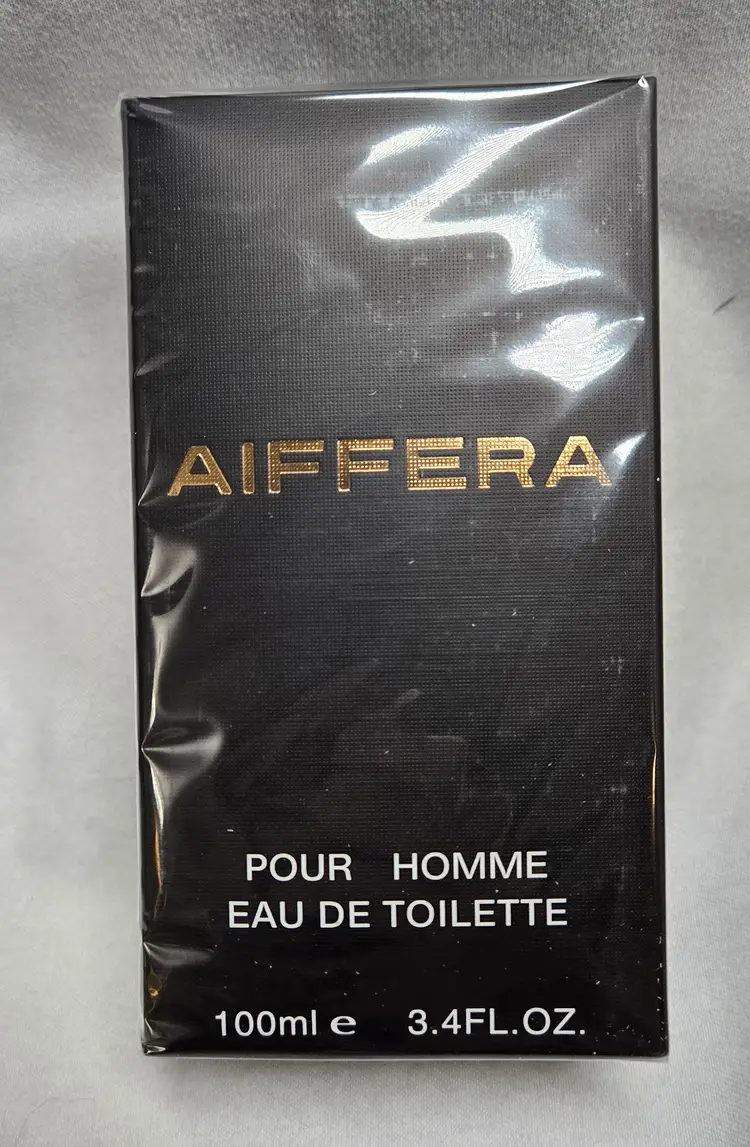 AIFFERA
POUR HOMME
EAU DE TOILETTE
100ml e 3.4FL.OZ.